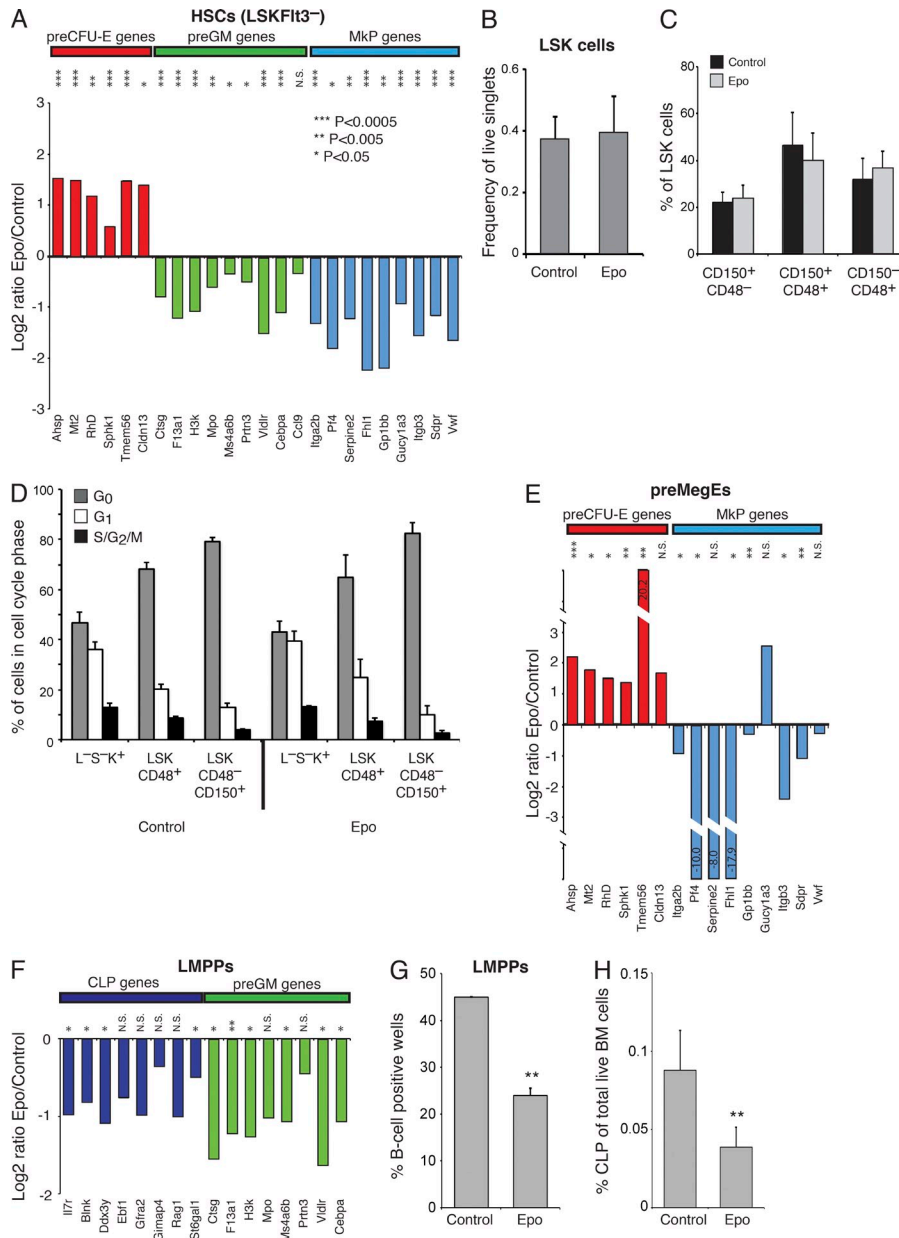 A
HSCs (LSKFlt3–)
preCFU-E genes preGM genes MkP genes
*** *** ** *** *** * *** *** *** ** * * *** *** N.S. *** * ** *** ** *** *** *** ***
*** P<0.0005
** P<0.005
* P<0.05
Log2 ratio Epo/Control
3
2
1
0
-1
-2
-3
Ahsp Mt2 RhD Sphk1 Tmem56 Cldn13 Ctsg F13a1 H3k Mpo Ms4a6b Prtn3 Vldlr Cebpa Ccl9 Itga2b Pf4 Serpine2 Fhl1 Gp1bb Gucy1a3 Itgb3 Sdpr Vwf
B
LSK cells
Frequency of live singlets
0.6
0.4
0.2
0
Control Epo
C
Control
Epo
% of LSK cells
80
60
40
20
0
CD150+ CD150+ CD150–
CD48– CD48+ CD48+
D
G0
G1
S/G2/M
% of cells in cell cycle phase
100
80
60
40
20
0
L–S–K+ LSK LSK L–S–K+ LSK LSK
CD48+ CD48– CD48+ CD48–
CD150+ CD150+
Control Epo
E
preMegEs
preCFU-E genes MkP genes
*** * * ** ** N.S. * * N.S. * ** N.S. * ** N.S.
Log2 ratio Epo/Control
20.2
3
2
1
0
-1
-2
-3
-10.0 -8.0 -17.9
Ahsp Mt2 RhD Sphk1 Tmem56 Cldn13 Itga2b Pf4 Serpine2 Fhl1 Gp1bb Gucy1a3 Itgb3 Sdpr Vwf
F
LMPPs
CLP genes preGM genes
* * * N.S. N.S. N.S. N.S. * * ** * N.S. * N.S. * *
Log2 ratio Epo/Control
0
-1
-2
Il7r Blnk Ddx3y Ebf1 Gfra2 Gimap4 Rag1 St6gal1 Ctsg F13a1 H3k Mpo Ms4a6b Prtn3 Vldlr Cebpa
G
LMPPs
% B-cell positive wells
50
40
30
20
10
0
**
Control Epo
H
% CLP of total live BM cells
0.15
0.1
0.05
0
**
Control Epo